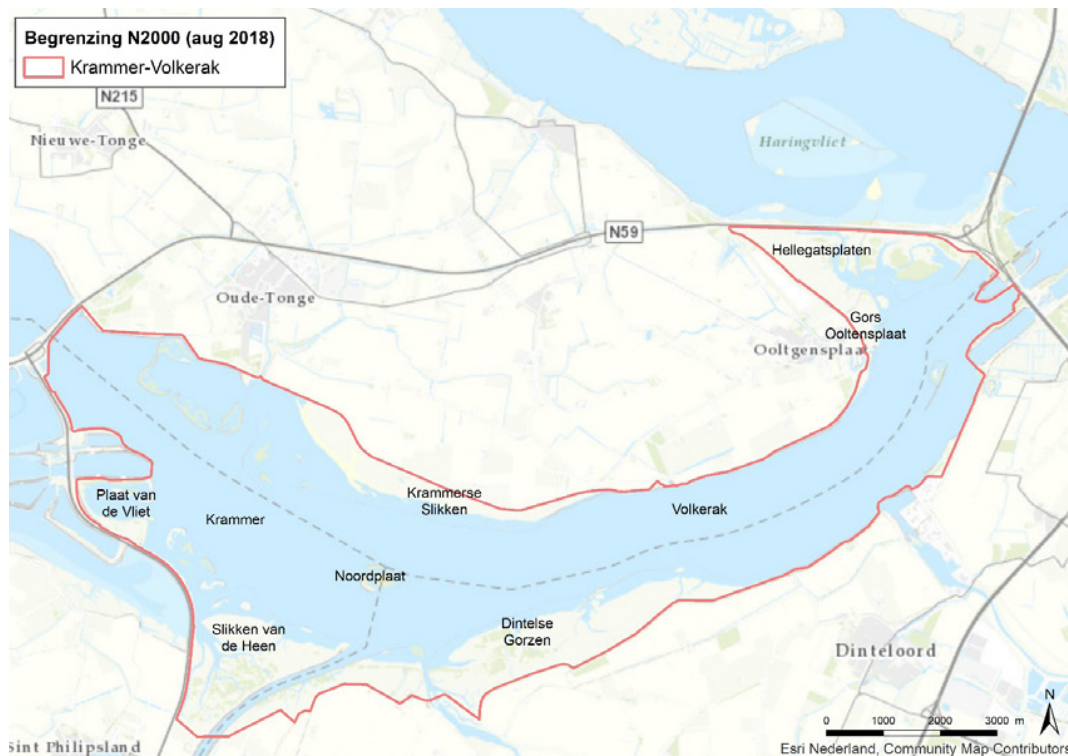 Begrenzing N2000 (aug 2018)
Krammer-Volkerak
N215
Nieuwe-Tonge
Haringvliet
N59
Hellegatsplaten
Oude-Tonge
Gors
Ooltensplaat
Ooltgensplaat
Plaat van
de Vliet
Krammer
Krammerse
Slikken
Volkerak
Noordplaat
Slikken van
de Heen
Dintelse
Gorzen
Dinteloord
N
0 1000 2000 3000 m
Sint Philipsland
Esri Nederland, Community Map Contributors